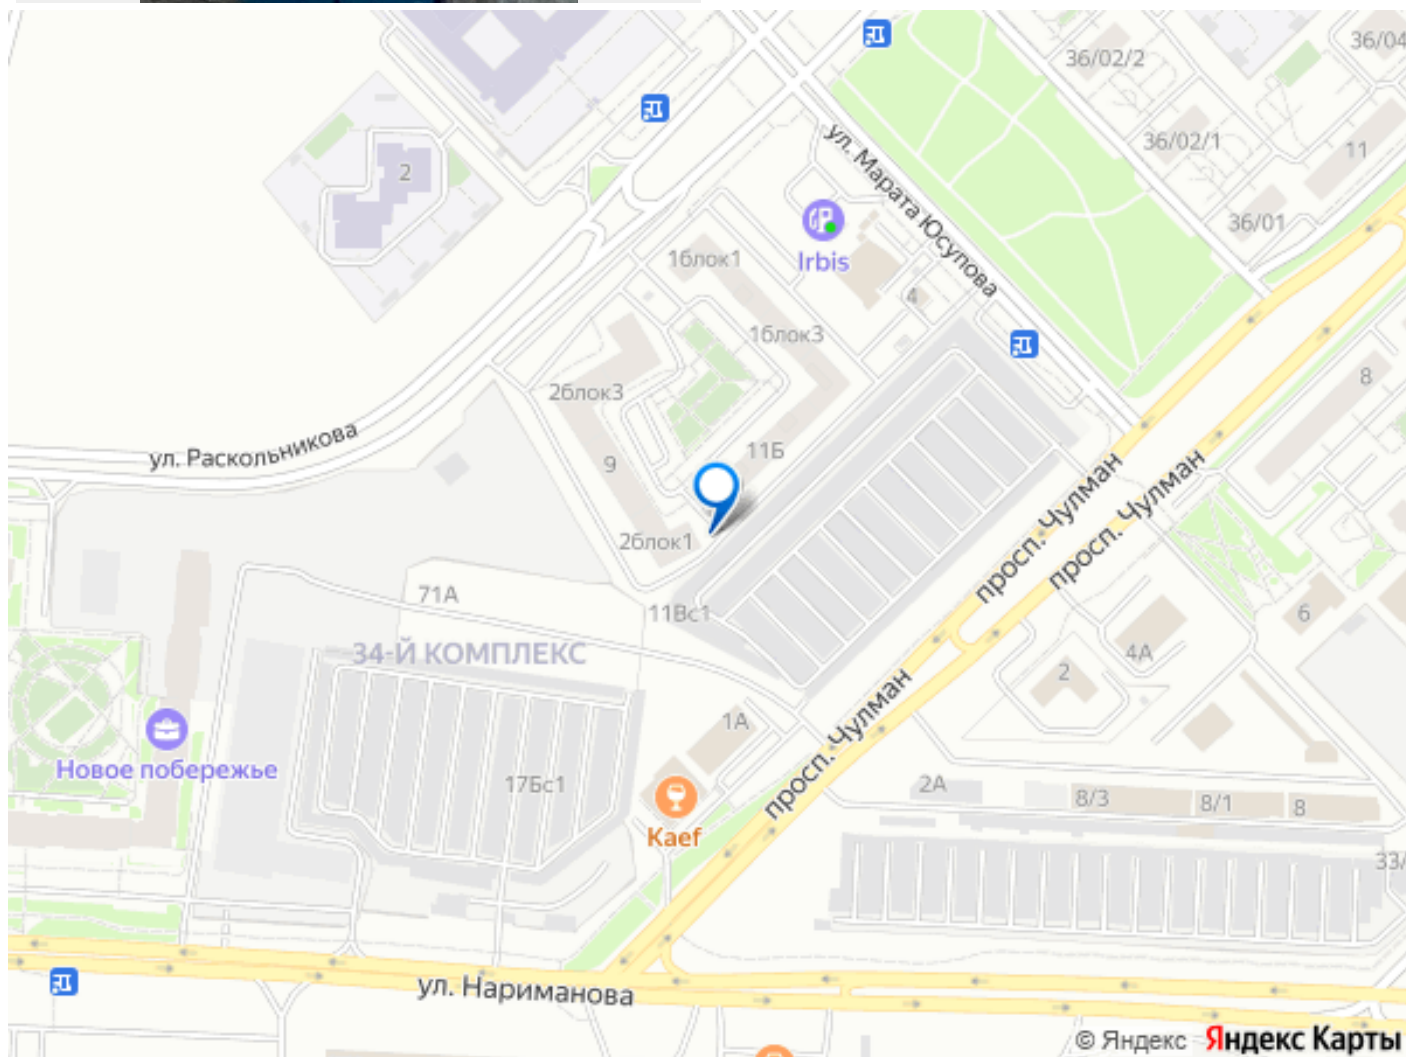 36/02/2
36/04
ул. Марата Юсупова
36/02/1
11
2
36/01
1блок1
Irbis
4
1блок3
2блок3
8
ул. Раскольникова
11Б
9
просп. Чулман
просп. Чулман
2блок1
71А
11Вс1
6
34-Й КОМПЛЕКС
4А
2
просп. Чулман
1А
Новое побережье
17Бс1
2А
8/3
8/1
8
Kaef
33/
ул. Нариманова
© Яндекс Яндекс Карты